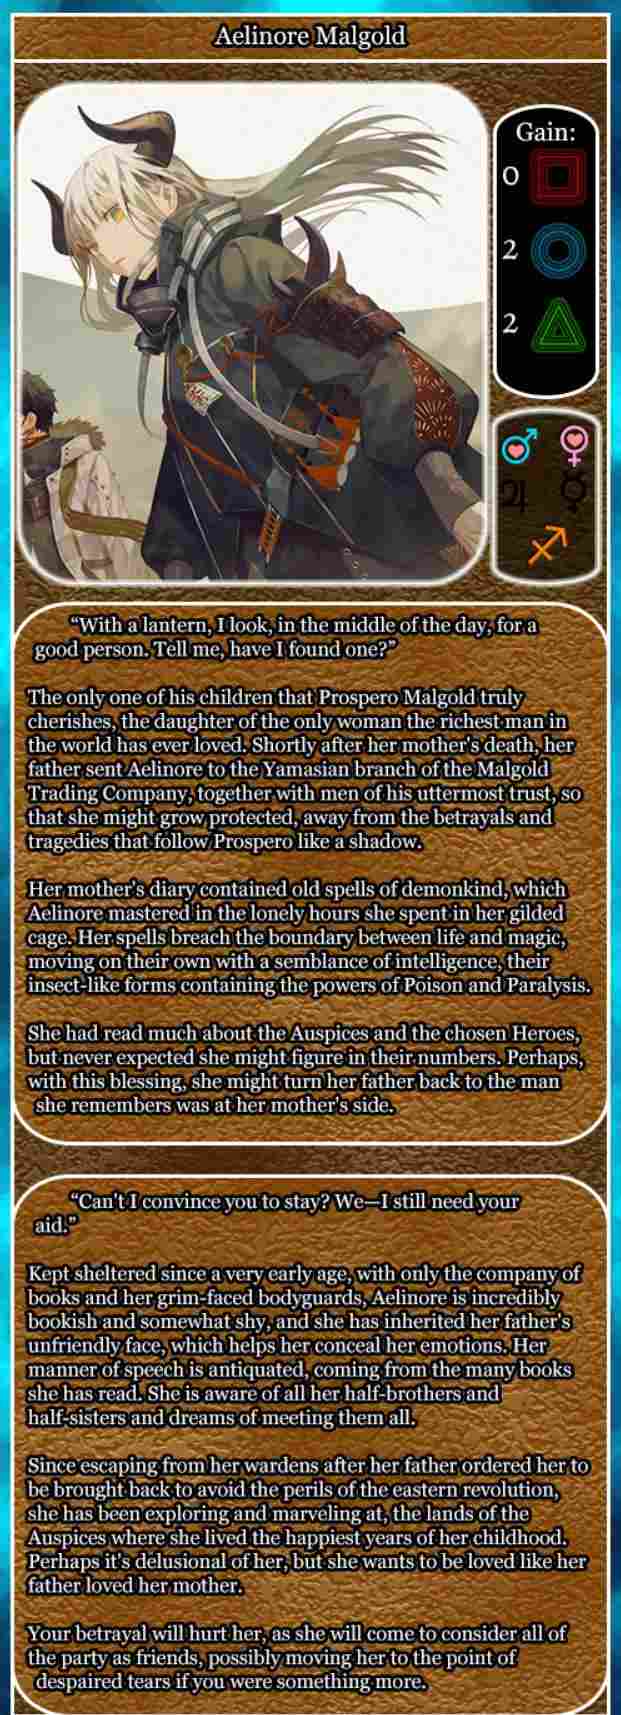 Aelinore Malgold
Gain:
0
2
2
“With a lantern, I look, in the middle of the day, for a
good person. Tell me, have I found one?”
The only one of his children that Prospero Malgold truly
cherishes, the daughter of the only woman the richest man in
the world has ever loved. Shortly after her mother's death, her
father sent Aelinore to the Yamasian branch of the Malgold
Trading Company, together with men of his uttermost trust, so
that she might grow protected, away from the betrayals and
tragedies that follow Prospero like a shadow.
Her mother's diary contained old spells of demonkind, which
Aelinore mastered in the lonely hours she spent in her gilded
cage. Her spells breach the boundary between life and magic,
moving on their own with a semblance of intelligence, their
insect-like forms containing the powers of Poison and Paralysis.
She had read much about the Auspices and the chosen Heroes,
but never expected she might figure in their numbers. Perhaps,
with this blessing, she might turn her father back to the man
she remembers was at her mother's side.
“Can't I convince you to stay? We—I still need your
aid.”
Kept sheltered since a very early age, with only the company of
books and her grim-faced bodyguards, Aelinore is incredibly
bookish and somewhat shy, and she has inherited her father's
unfriendly face, which helps her conceal her emotions. Her
manner of speech is antiquated, coming from the many books
she has read. She is aware of all her half-brothers and
half-sisters and dreams of meeting them all.
Since escaping from her wardens after her father ordered her to
be brought back to avoid the perils of the eastern revolution,
she has been exploring and marveling at, the lands of the
Auspices where she lived the happiest years of her childhood.
Perhaps it's delusional of her, but she wants to be loved like her
father loved her mother.
Your betrayal will hurt her, as she will come to consider all of
the party as friends, possibly moving her to the point of
despaired tears if you were something more.